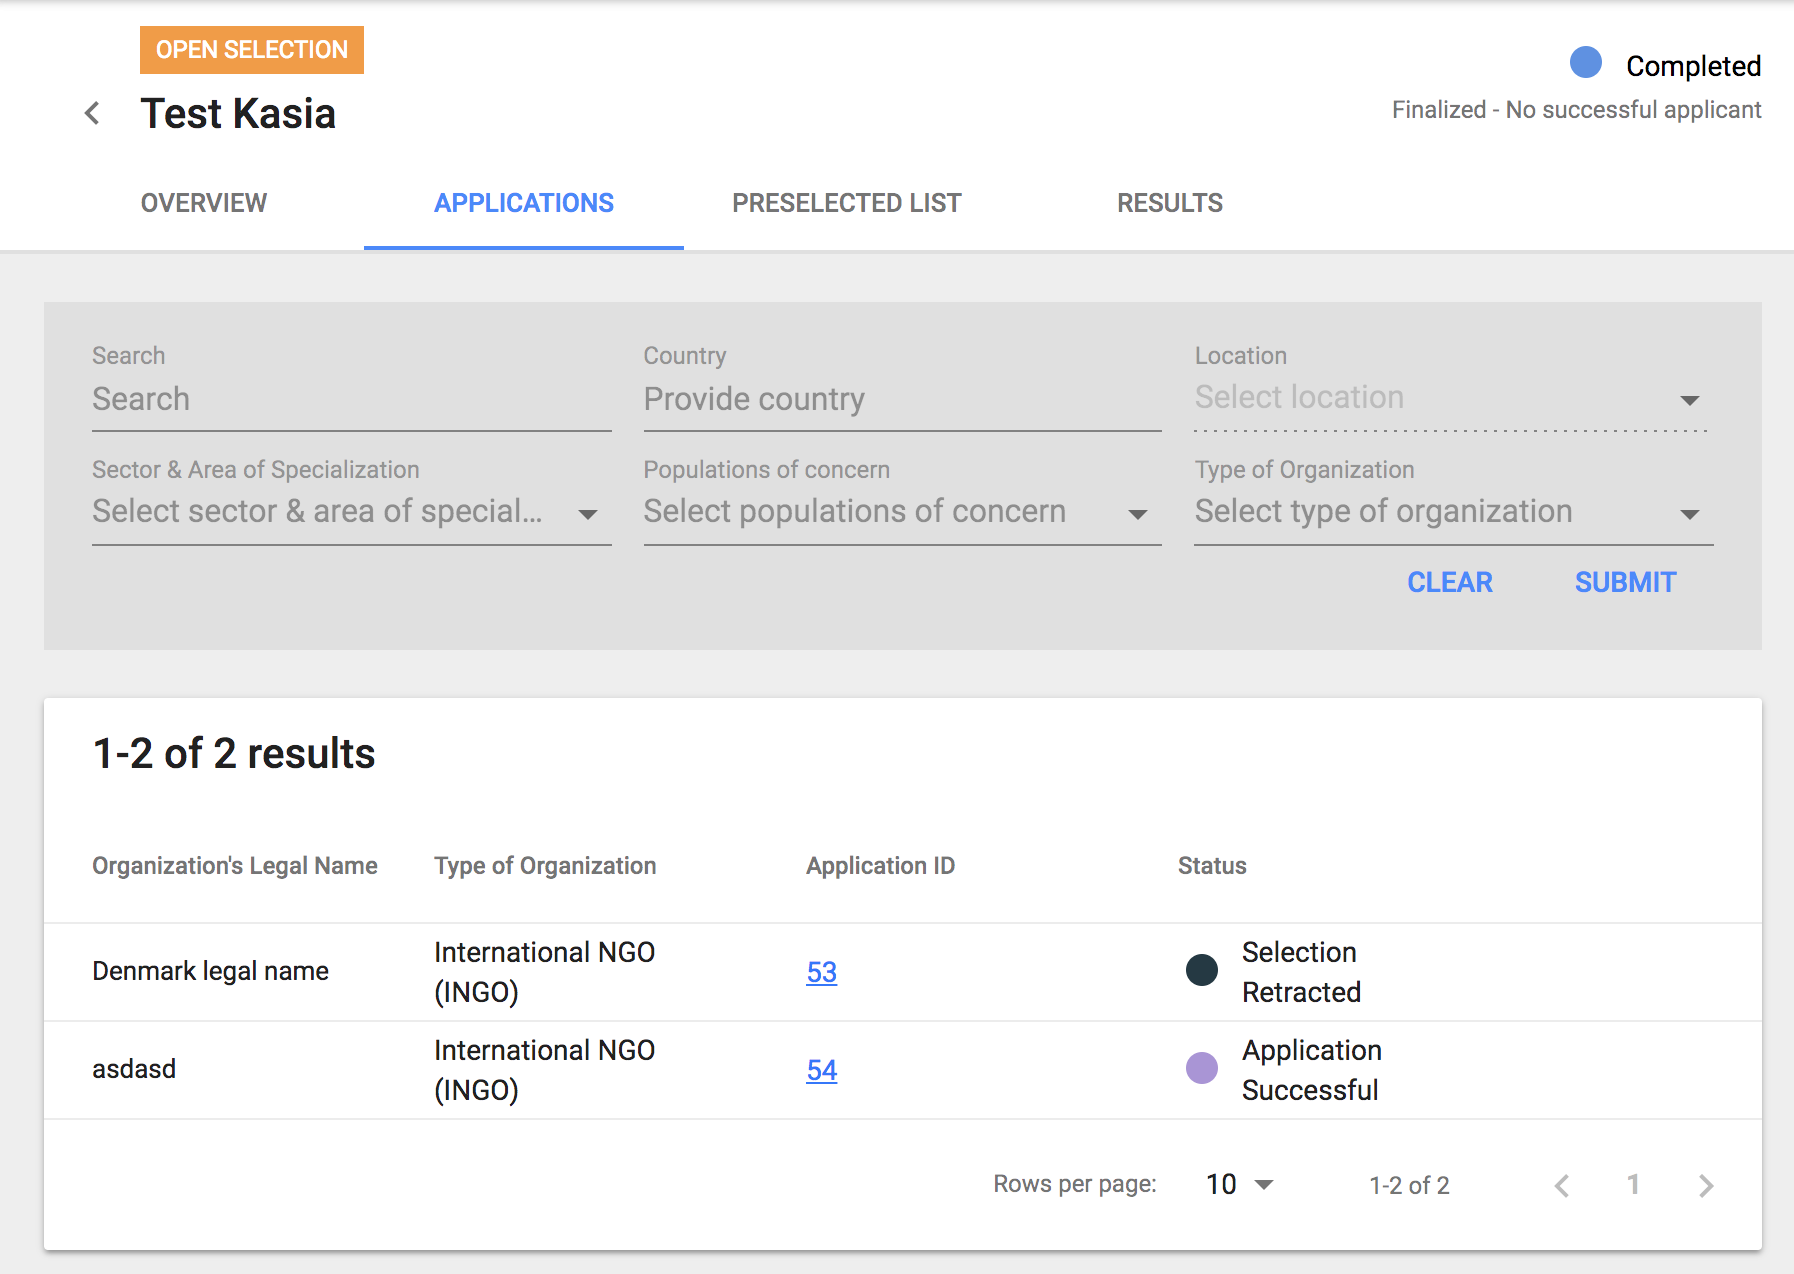 OPEN SELECTION
Completed
Test Kasia
Finalized - No successful applicant
OVERVIEW
APPLICATIONS
PRESELECTED LIST
RESULTS
Search
Country
Location
Search
Provide country
Select location
Sector & Area of Specialization
Populations of concern
Type of Organization
Select sector & area of special...
Select populations of concern
Select type of organization
CLEAR
SUBMIT
1-2 of 2 results
Organization's Legal Name
Type of Organization
Application ID
Status
Denmark legal name
International NGO
(INGO)
53
Selection
Retracted
asdasd
International NGO
(INGO)
54
Application
Successful
Rows per page:
10
1-2 of 2
1